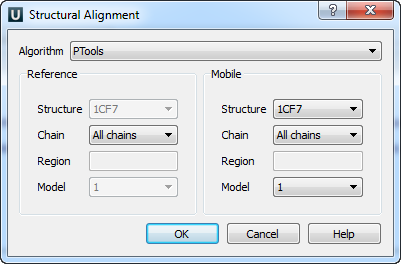 Structural Alignment
Algorithm PTools
Reference
Structure 1CF7
Chain All chains
Region
Model 1
Mobile
Structure 1CF7
Chain All chains
Region
Model 1
OK Cancel Help